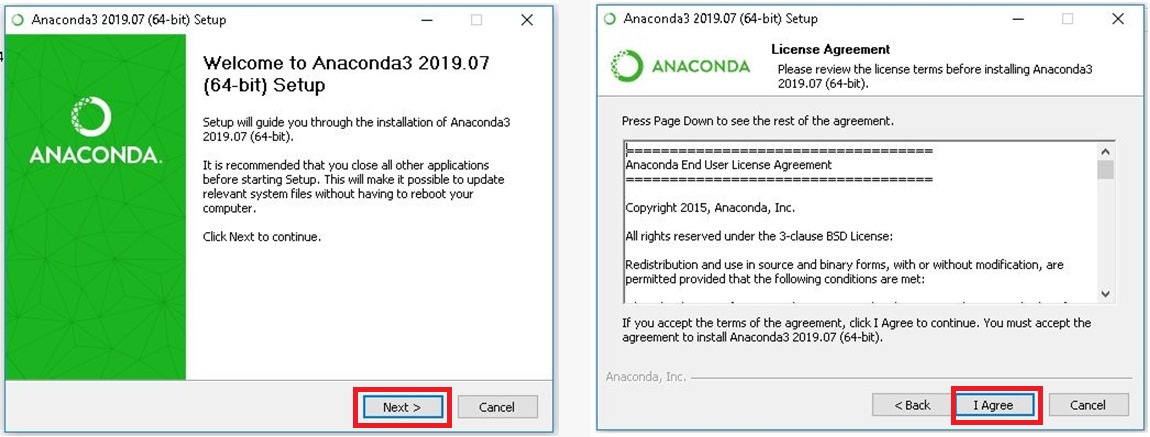 Anaconda3 2019.07 (64-bit) Setup
ANACONDA.
Welcome to Anaconda3 2019.07
(64-bit) Setup
Setup will guide you through the installation of Anaconda3
2019.07 (64-bit).
It is recommended that you close all other applications
before starting Setup. This will make it possible to update
relevant system files without having to reboot your
computer.
Click Next to continue.
Next >
Cancel
Anaconda3 2019.07 (64-bit) Setup
ANACONDA
License Agreement
Please review the license terms before installing Anaconda3
2019.07 (64-bit).
Press Page Down to see the rest of the agreement.
===================================
Anaconda End User License Agreement
===================================
Copyright 2015, Anaconda, Inc.
All rights reserved under the 3-clause BSD License:
Redistribution and use in source and binary forms, with or without modification, are
permitted provided that the following conditions are met:
If you accept the terms of the agreement, click I Agree to continue. You must accept the
agreement to install Anaconda3 2019.07 (64-bit).
Anaconda, Inc.
< Back
I Agree
Cancel